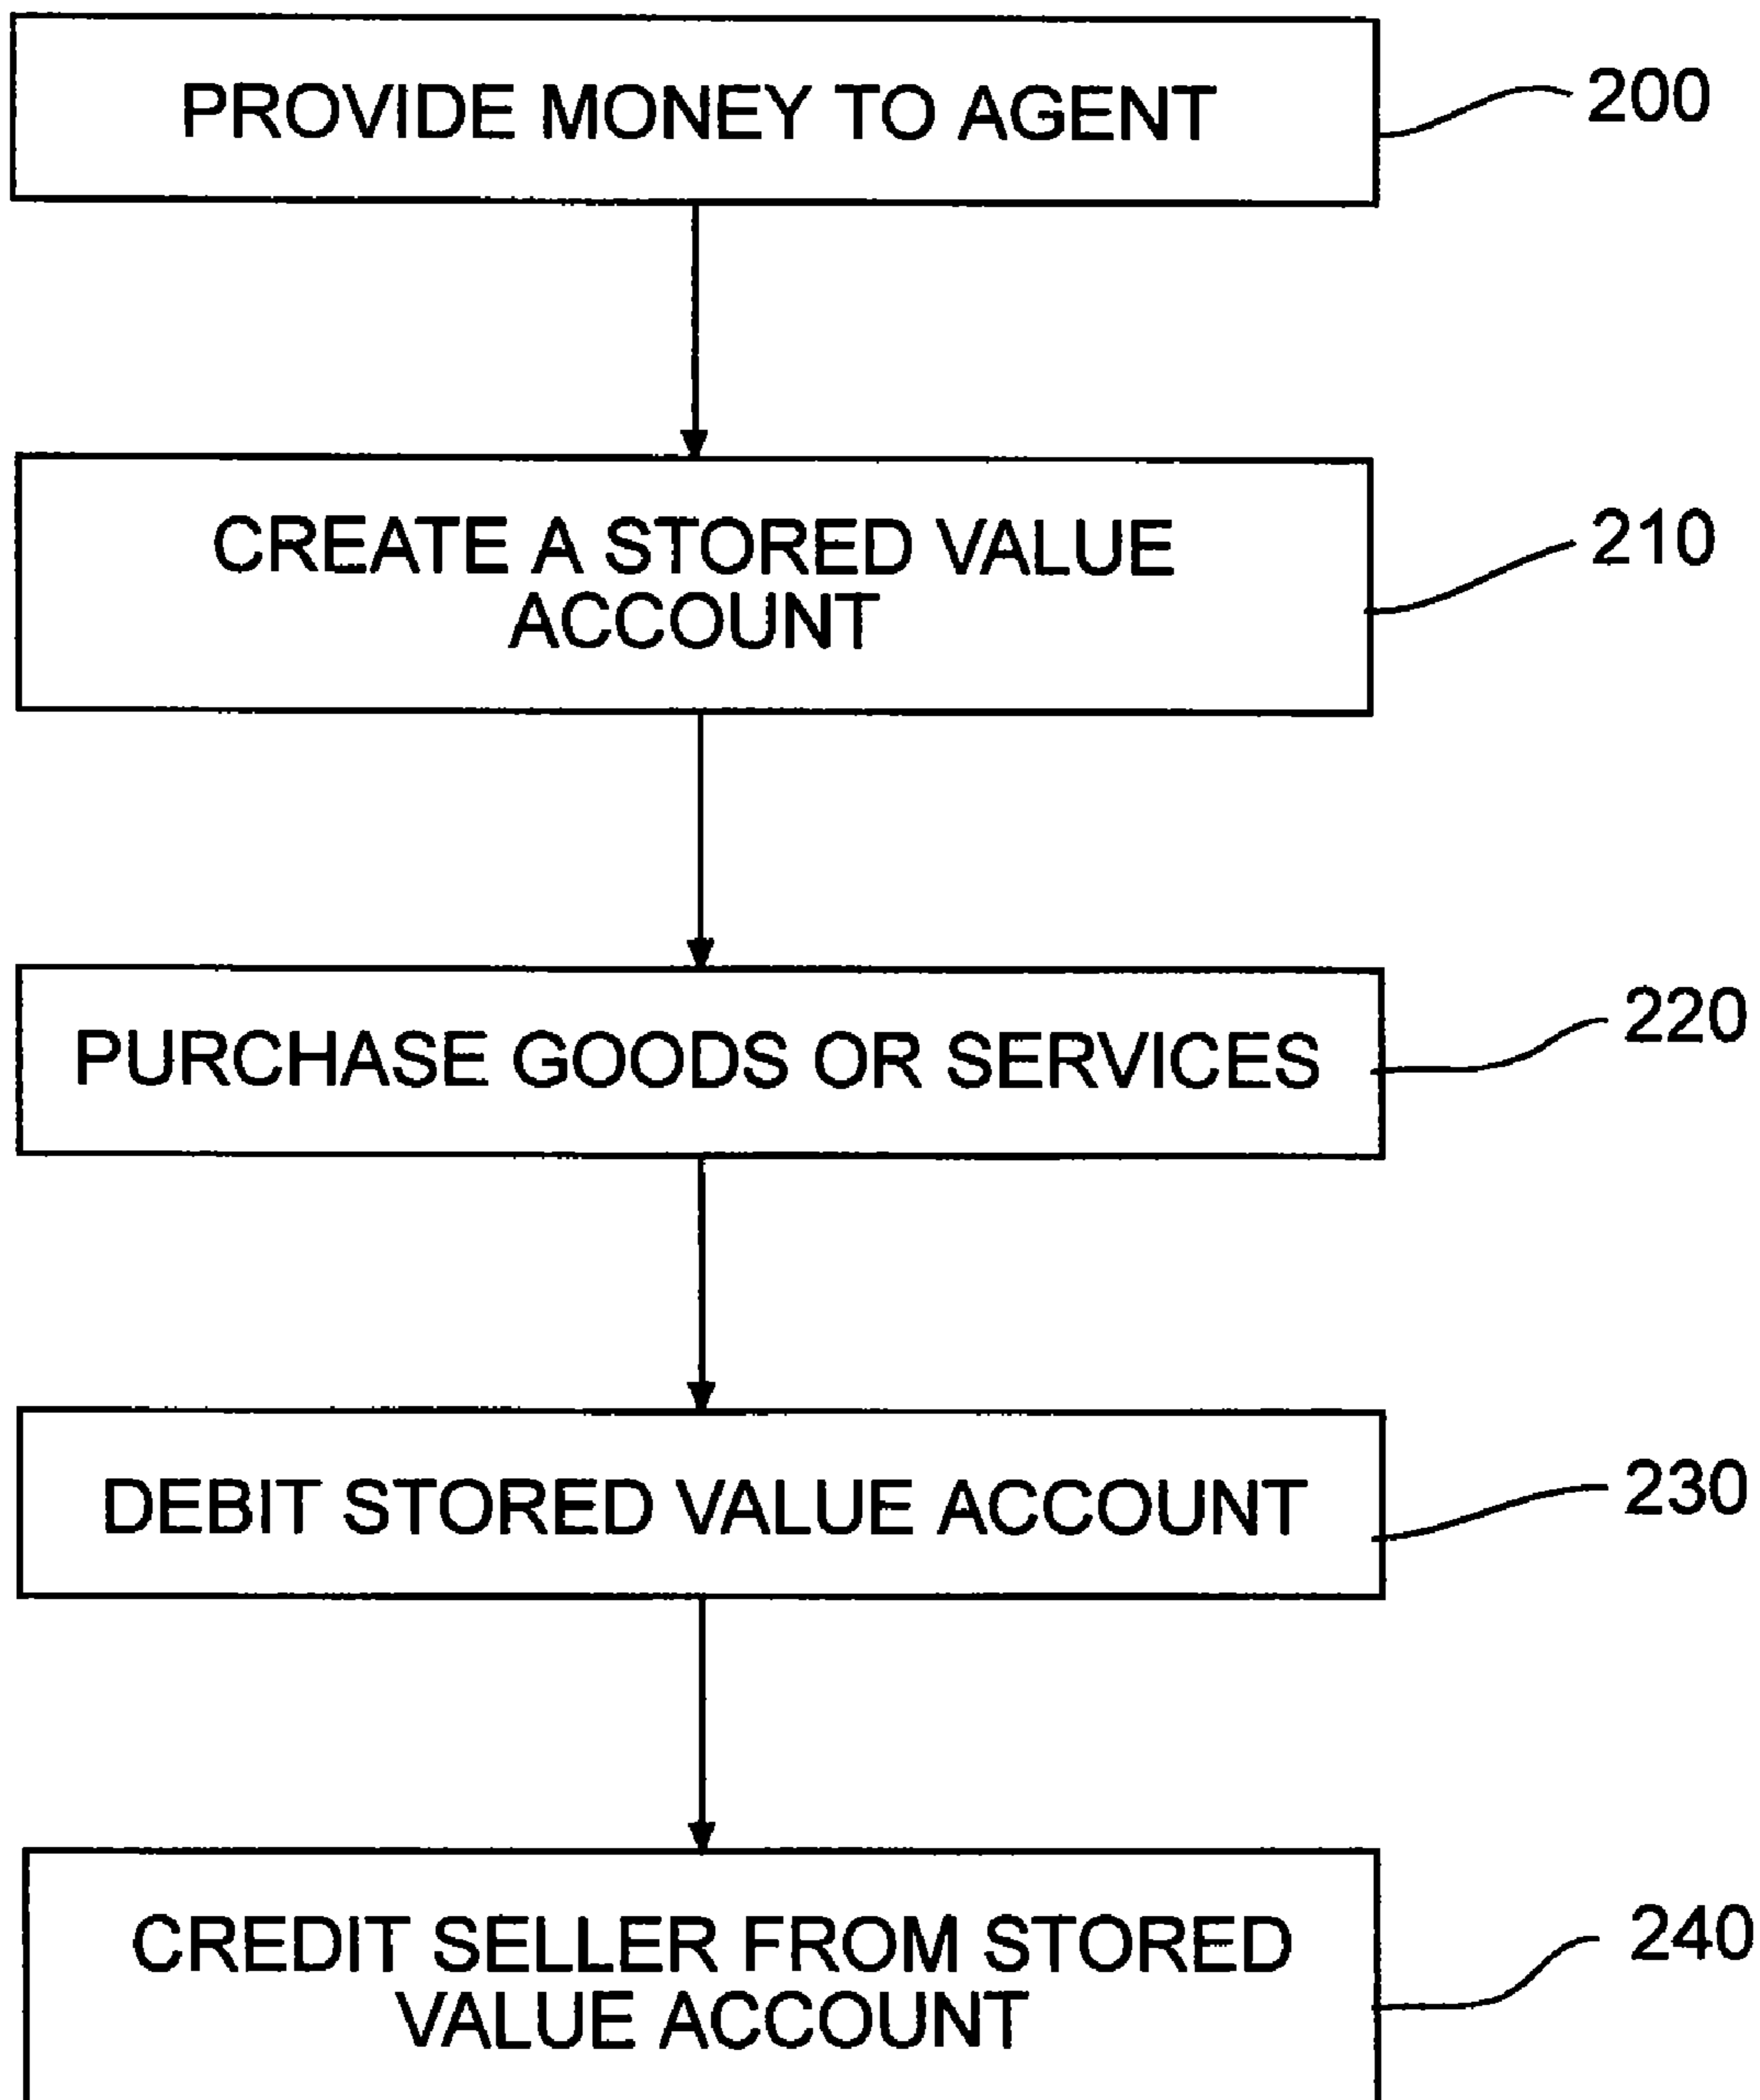 PROVIDE MONEY TO AGENT
200
CREATE A STORED VALUE
ACCOUNT
210
PURCHASE GOODS OR SERVICES
220
DEBIT STORED VALUE ACCOUNT
230
CREDIT SELLER FROM STORED
VALUE ACCOUNT
240